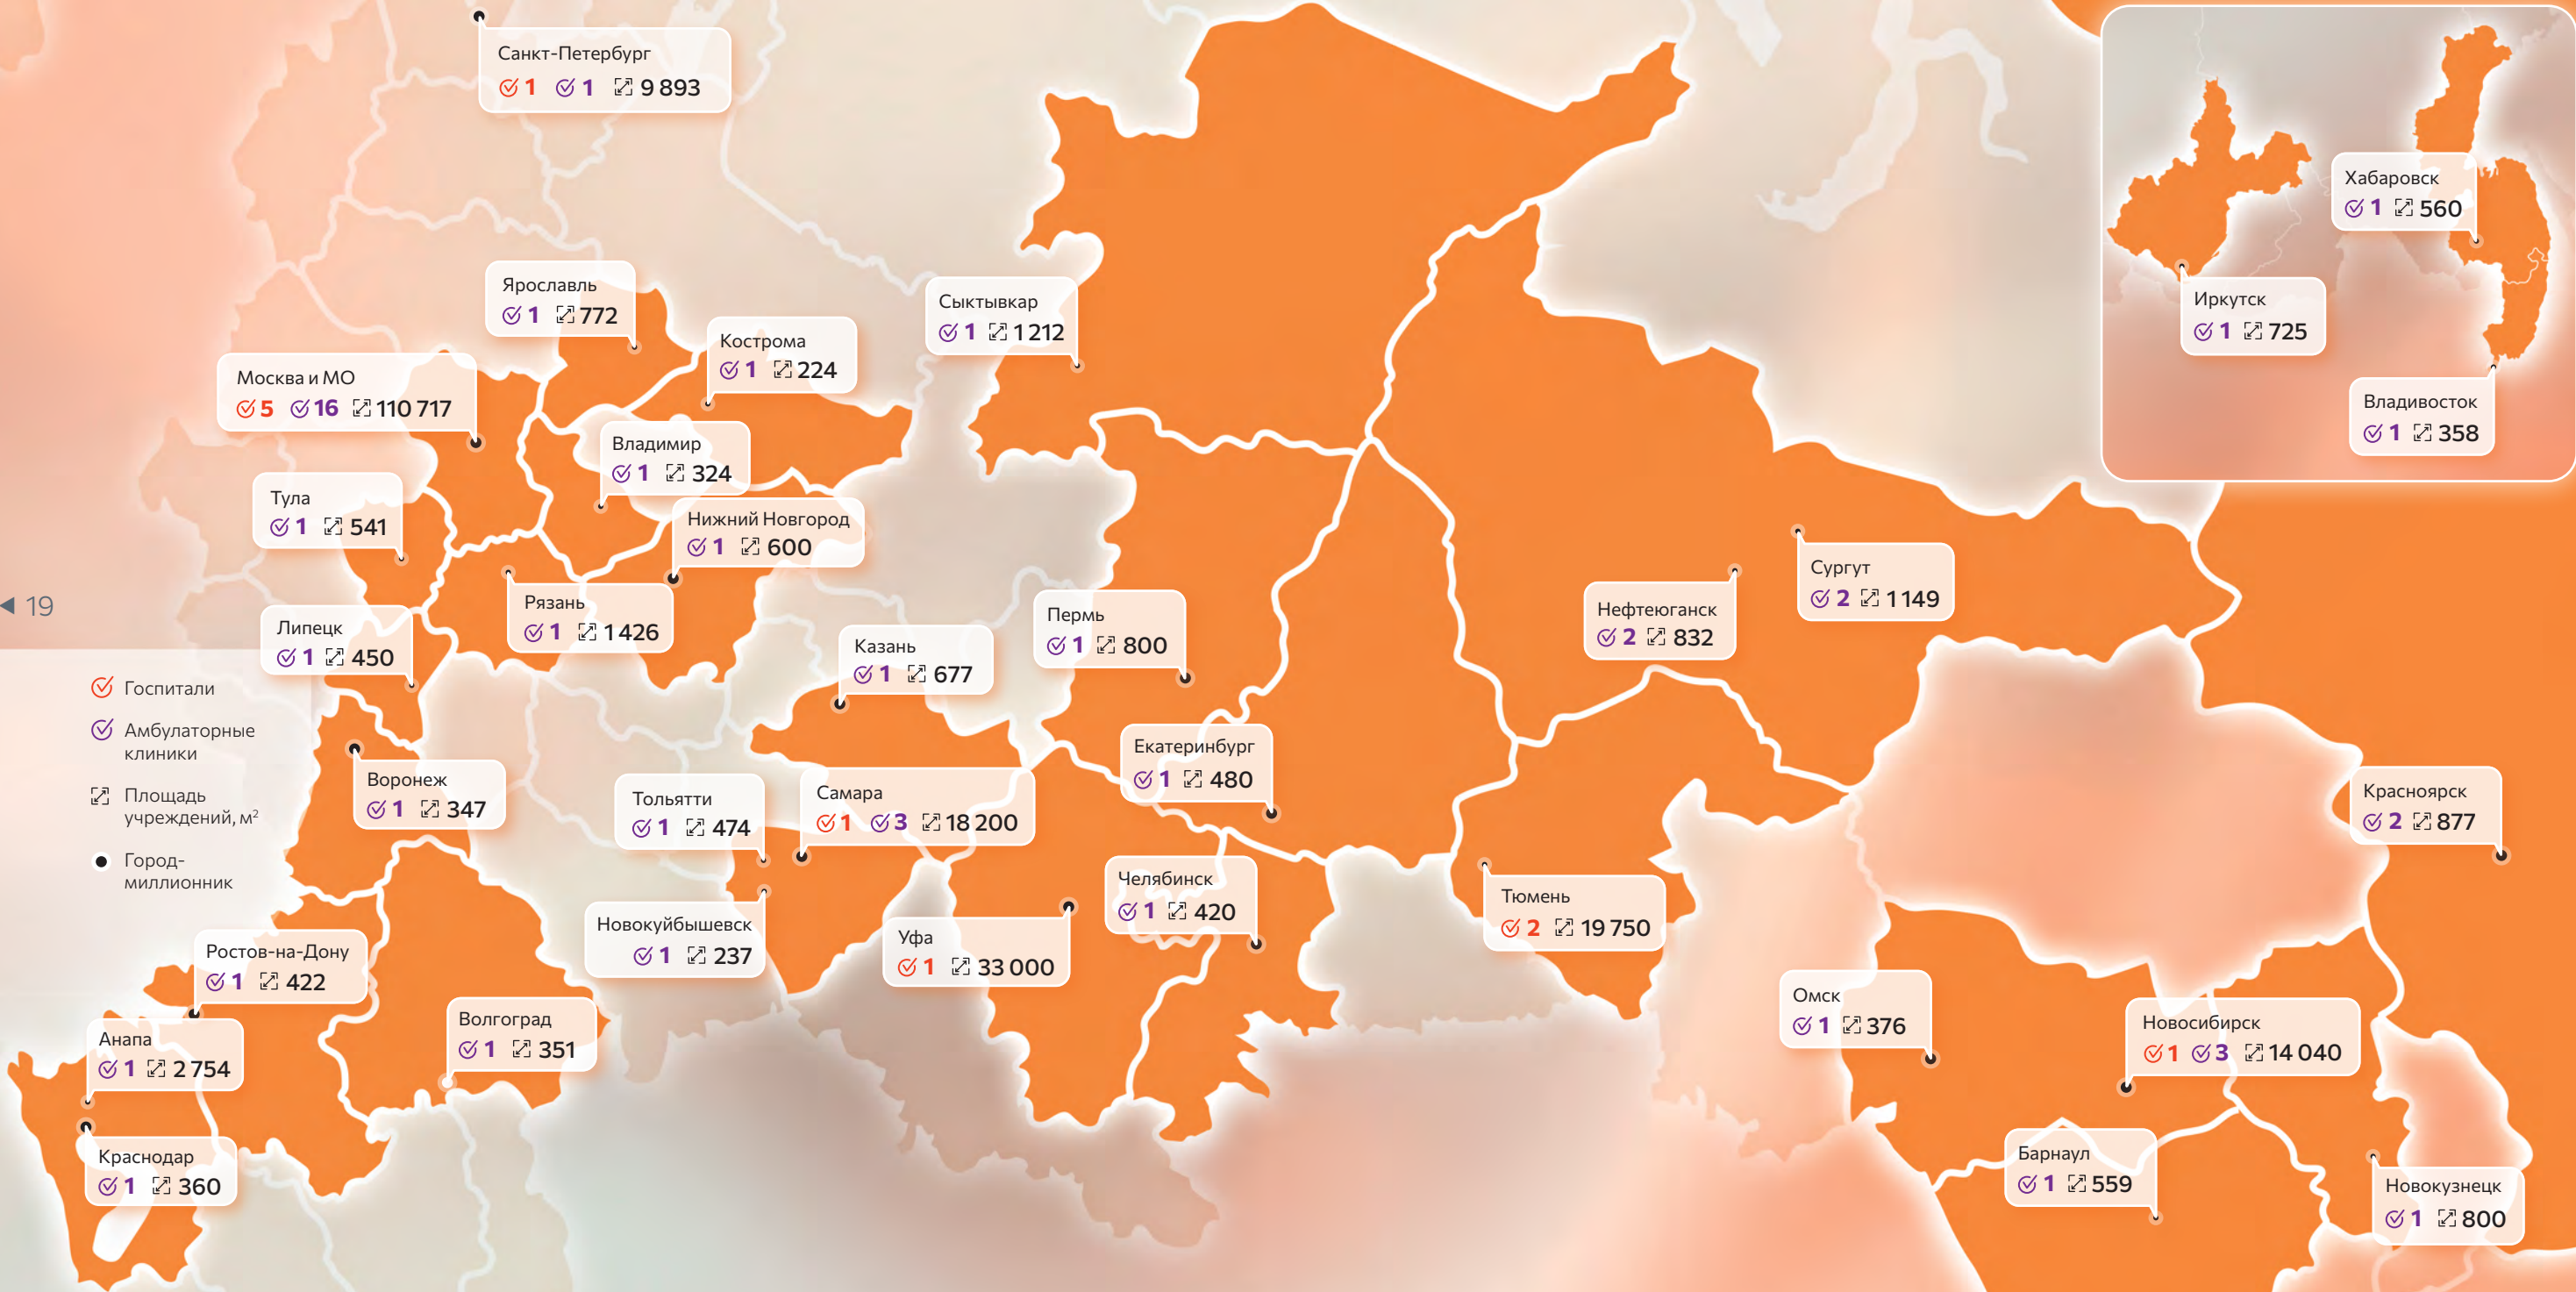 Санкт-Петербург
1 1 9 893
Ярославль
1 772
Кострома
1 224
Сыктывкар
1 1 212
Хабаровск
1 560
Иркутск
1 725
Владивосток
1 358
Москва и МО
5 16 110 717
Владимир
1 324
Тула
1 541
Нижний Новгород
1 600
Рязань
1 1 426
Липецк
1 450
Казань
1 677
Пермь
1 800
Нефтеюганск
2 832
Сургут
2 1 149
◀ 19
Госпитали
Амбулаторные
клиники
Площадь
учреждений, м²
Город-
миллионник
Воронеж
1 347
Тольятти
1 474
Самара
1 3 18 200
Екатеринбург
1 480
Красноярск
2 877
Новокуйбышевск
1 237
Уфа
1 33 000
Челябинск
1 420
Тюмень
2 19 750
Ростов-на-Дону
1 422
Волгоград
1 351
Анапа
1 2 754
Краснодар
1 360
Омск
1 376
Новосибирск
1 3 14 040
Барнаул
1 559
Новокузнецк
1 800